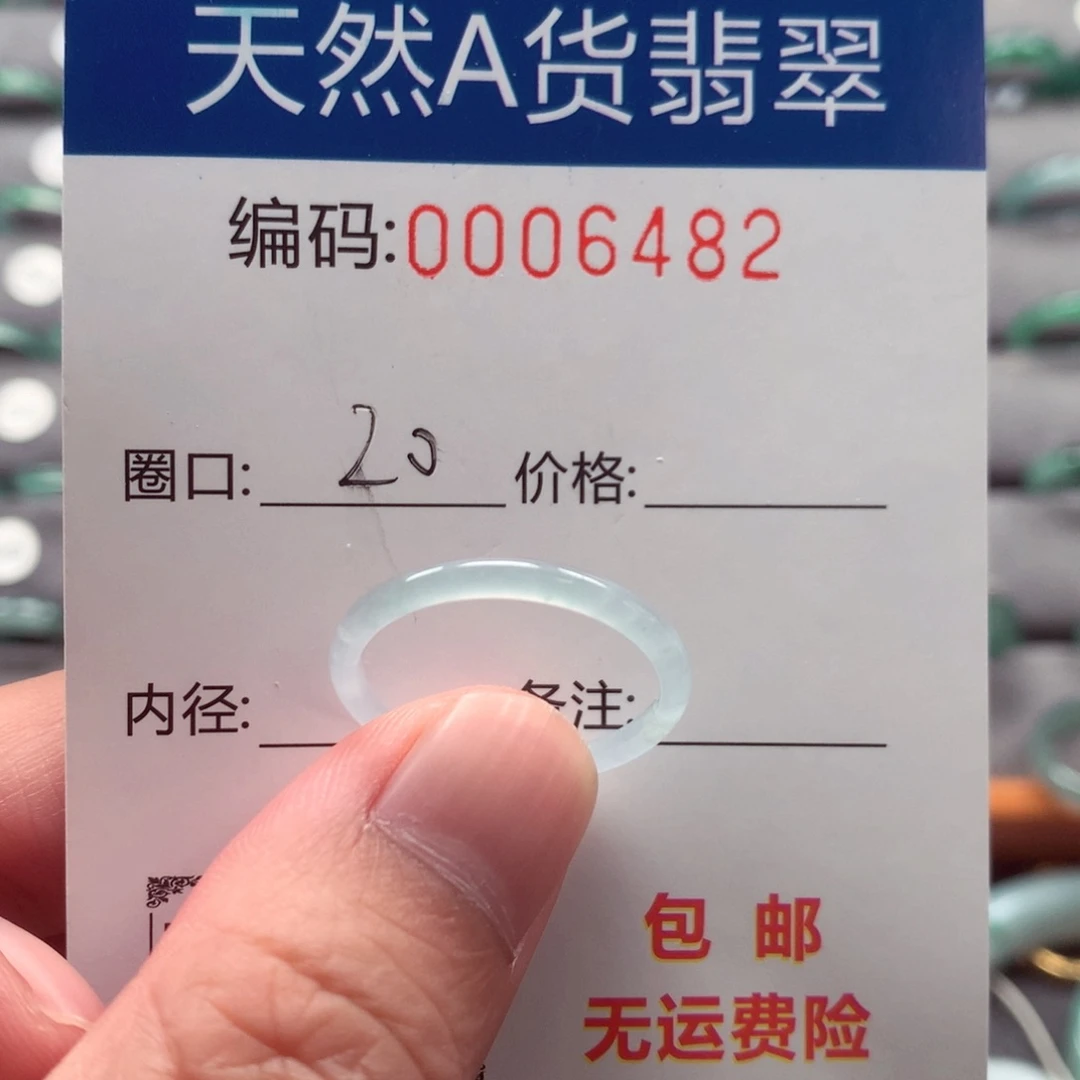 天然A货翡翠
编码:0006482
圈口: 20 价格:
内径: 备注:
包 邮
无运费险